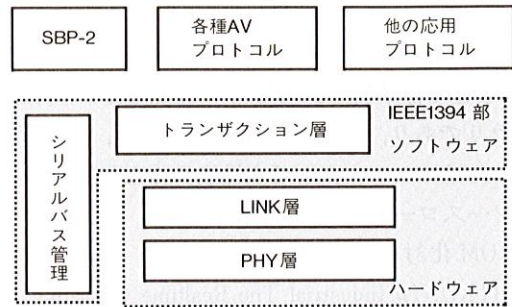 SBP-2
各種AV
プロトコル
他の応用
プロトコル
IEEE1394 部
ソフトウェア
トランザクション層
シリアルバス管理
LINK層
PHY層
ハードウェア